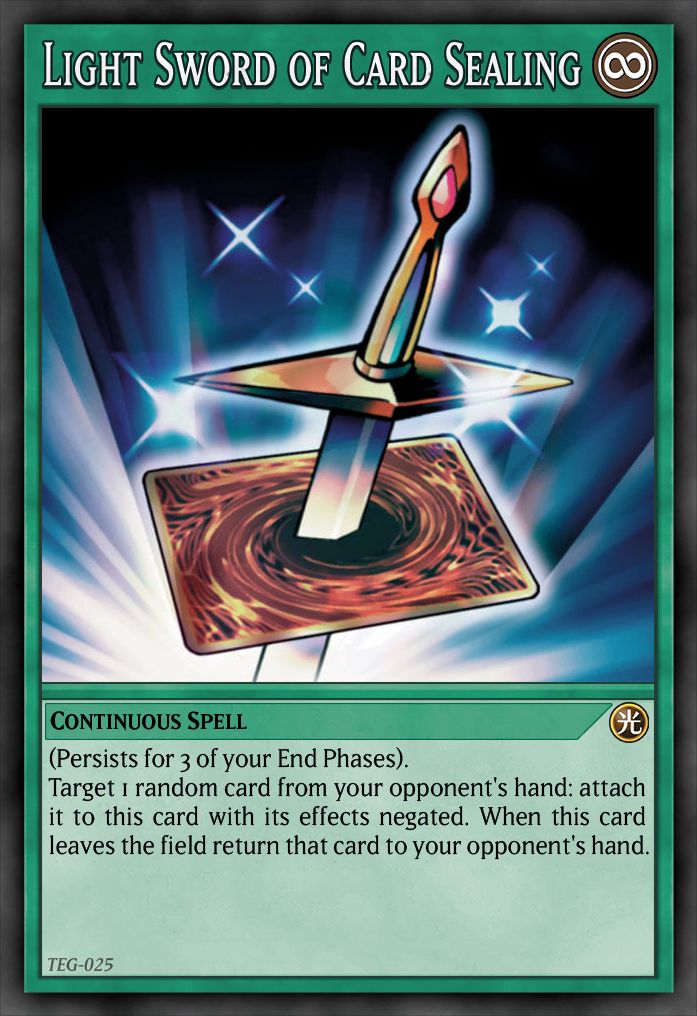 LIGHT SWORD OF CARD SEALING
CONTINUOUS SPELL
光
(Persists for 3 of your End Phases).
Target 1 random card from your opponent's hand: attach
it to this card with its effects negated. When this card
leaves the field return that card to your opponent's hand.
TEG-025